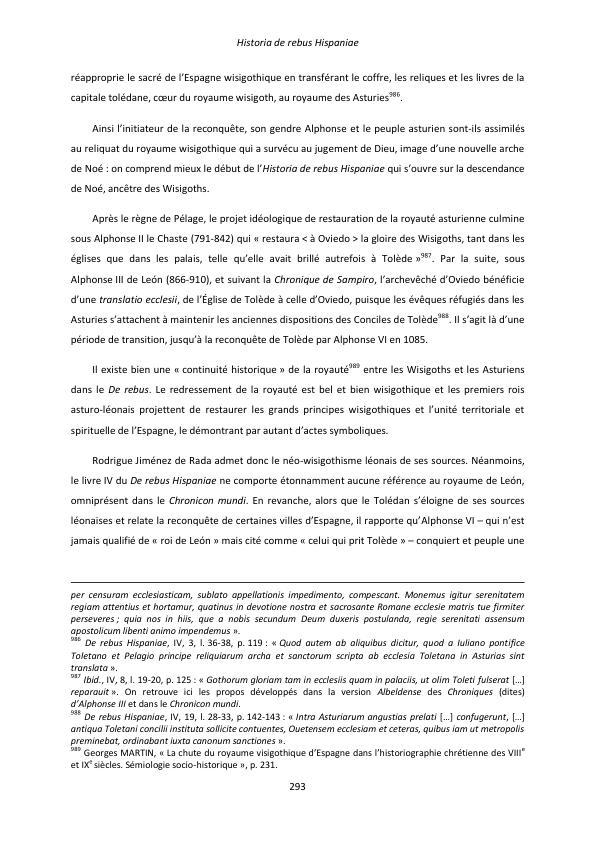 Historia de rebus Hispaniae
réapproprie le sacré de l’Espagne wisigothique en transférant le coffre, les reliques et les livres de la
capitale tolédane, cœur du royaume wisigoth, au royaume des Asturies986.
Ainsi l’initiateur de la reconquête, son gendre Alphonse et le peuple asturien sont-ils assimilés
au reliquat du royaume wisigothique qui a survécu au jugement de Dieu, image d’une nouvelle arche
de Noé : on comprend mieux le début de l’Historia de rebus Hispaniae qui s’ouvre sur la descendance
de Noé, ancêtre des Wisigoths.
Après le règne de Pélage, le projet idéologique de restauration de la royauté asturienne culmine
sous Alphonse II le Chaste (791-842) qui « restaura < à Oviedo > la gloire des Wisigoths, tant dans les
églises que dans les palais, telle qu’elle avait brillé autrefois à Tolède »987. Par la suite, sous
Alphonse III de León (866-910), et suivant la Chronique de Sampiro, l’archevêché d’Oviedo bénéficie
d’une translatio ecclesii, de l’Église de Tolède à celle d’Oviedo, puisque les évêques réfugiés dans les
Asturies s’attachent à maintenir les anciennes dispositions des Conciles de Tolède988. Il s’agit là d’une
période de transition, jusqu’à la reconquête de Tolède par Alphonse VI en 1085.
Il existe bien une « continuité historique » de la royauté989 entre les Wisigoths et les Asturiens
dans le De rebus. Le redressement de la royauté est bel et bien wisigothique et les premiers rois
asturo-léonais projettent de restaurer les grands principes wisigothiques et l’unité territoriale et
spirituelle de l’Espagne, le démontrant par autant d’actes symboliques.
Rodrigue Jiménez de Rada admet donc le néo-wisigothisme léonais de ses sources. Néanmoins,
le livre IV du De rebus Hispaniae ne comporte étonnamment aucune référence au royaume de León,
omniprésent dans le Chronicon mundi. En revanche, alors que le Tolédan s’éloigne de ses sources
léonaises et relate la reconquête de certaines villes d’Espagne, il rapporte qu’Alphonse VI – qui n’est
jamais qualifié de « roi de León » mais cité comme « celui qui prit Tolède » – conquiert et peuple une
per censuram ecclesiasticam, sublato appellationis impedimento, compescant. Monemus igitur serenitatem
regiam attentius et hortamur, quatinus in devotione nostra et sacrosante Romane ecclesie matris tue firmiter
perseveres ; quia nos in hiis, que a nobis secundum Deum duxeris postulanda, regie serenitati assensum
apostolicum libenti animo impendemus ».
986 De rebus Hispaniae, IV, 3, l. 36-38, p. 119 : « Quod autem ab aliquibus dicitur, quod a Iuliano pontifice
Toletano et Pelagio principe reliquiarum archa et sanctorum scripta ab ecclesia Toletana in Asturias sint
translata ».
987 Ibid., IV, 8, l. 19-20, p. 125 : « Gothorum gloriam tam in ecclesiis quam in palaciis, ut olim Toleti fulserat […]
reparauit ». On retrouve ici les propos développés dans la version Albeldense des Chroniques (dites)
d’Alphonse III et dans le Chronicon mundi.
988 De rebus Hispaniae, IV, 19, l. 28-33, p. 142-143 : « Intra Asturiarum angustias prelati […] confugerunt, […]
antiqua Toletani concilii instituta sollicite contuentes, Ouetensem ecclesiam et ceteras, quibus iam ut metropolis
preminebat, ordinabant iuxta canonum sanctiones ».
989 Georges MARTIN, « La chute du royaume visigothique d’Espagne dans l’historiographie chrétienne des VIIIe
et IXe siècles. Sémiologie socio-historique », p. 231.
293